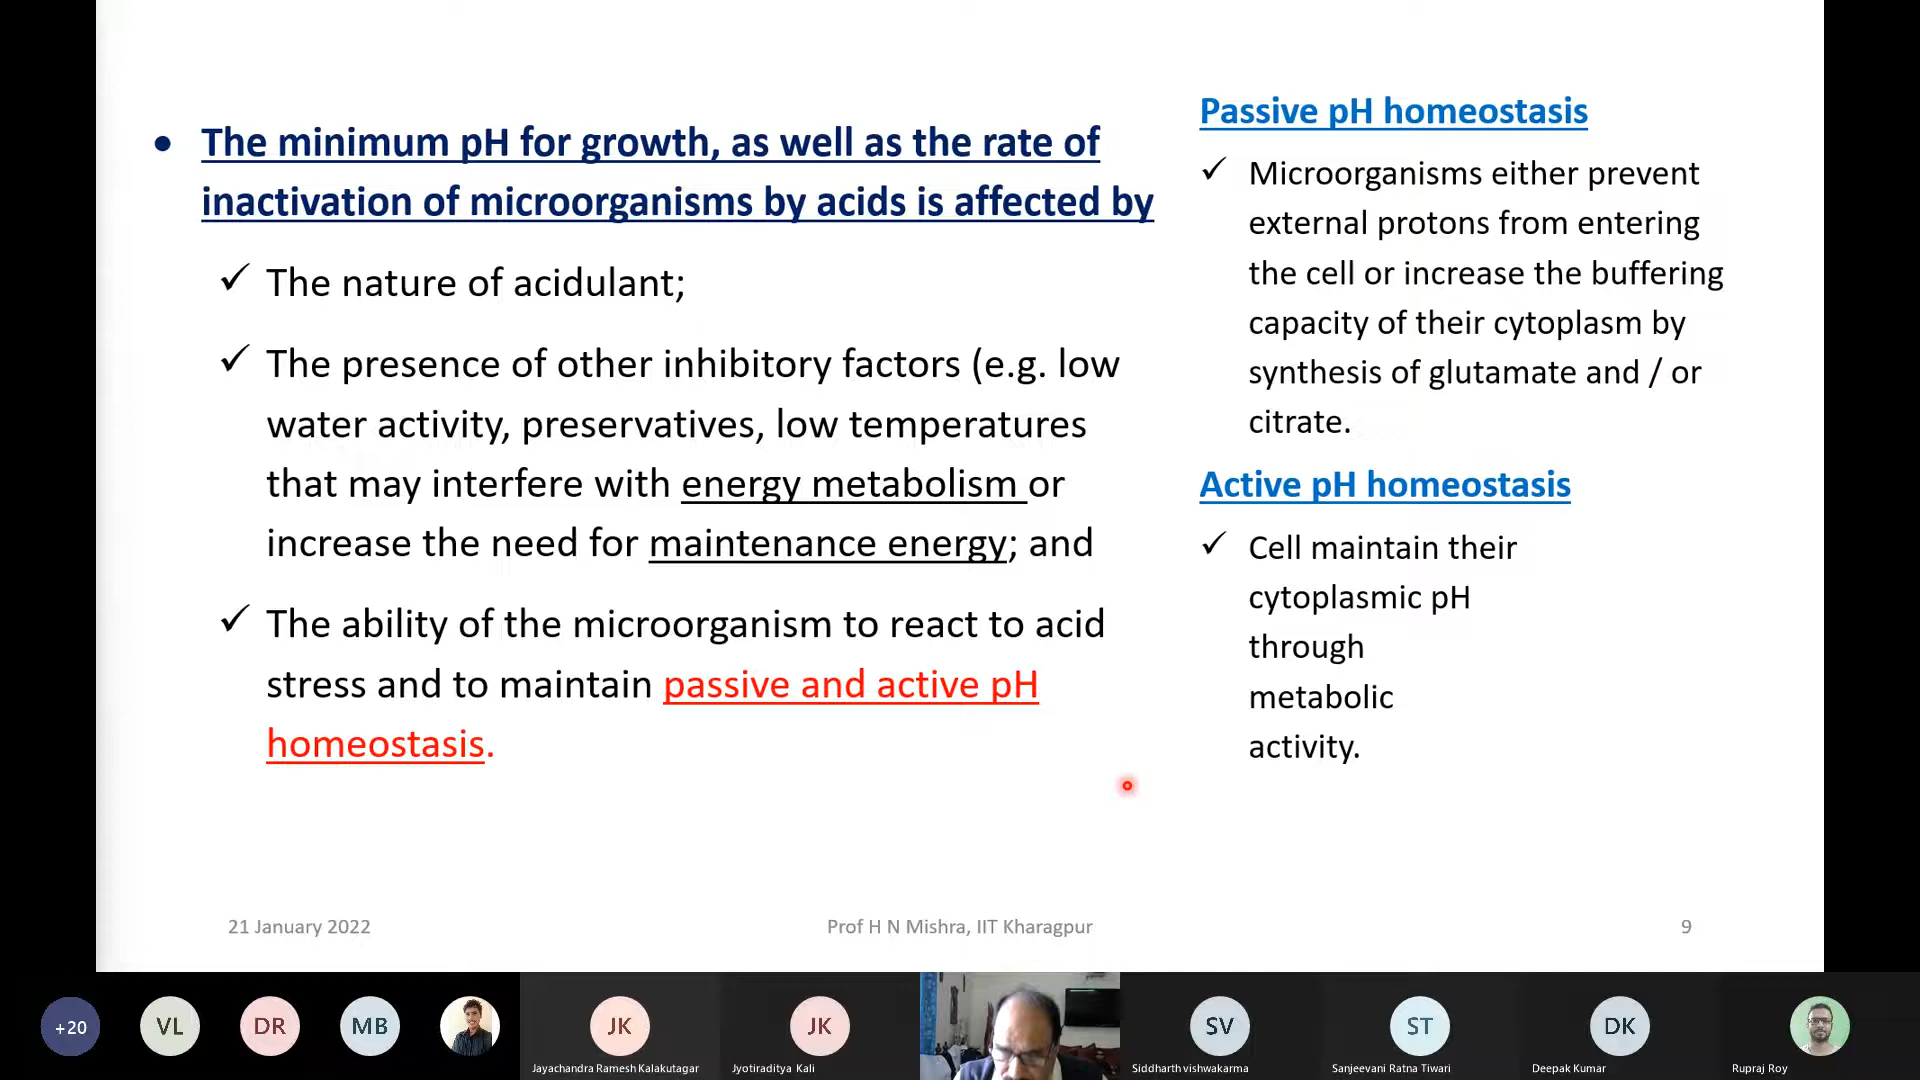 • The minimum pH for growth, as well as the rate of
inactivation of microorganisms by acids is affected by
✓ The nature of acidulant;
✓ The presence of other inhibitory factors (e.g. low
water activity, preservatives, low temperatures
that may interfere with energy metabolism or
increase the need for maintenance energy; and
✓ The ability of the microorganism to react to acid
stress and to maintain passive and active pH
homeostasis.
Passive pH homeostasis
✓ Microorganisms either prevent
external protons from entering
the cell or increase the buffering
capacity of their cytoplasm by
synthesis of glutamate and / or
citrate.
Active pH homeostasis
✓ Cell maintain their
cytoplasmic pH
through
metabolic
activity.
21 January 2022
Prof H N Mishra, IIT Kharagpur
9
+20
VL
DR
MB
JK
Jayachandra Ramesh Kalakutagar
JK
Jyotiraditya Kali
SV
Siddharth vishwakarma
ST
Sanjeevani Ratna Tiwari
DK
Deepak Kumar
Rupraj Roy